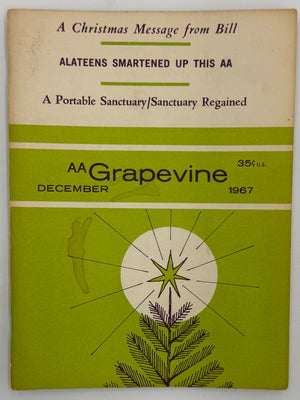 A Christmas Message from Bill
ALATEENS SMARTENED UP THIS AA
A Portable Sanctuary/Sanctuary Regained
AA Grapevine 35¢ U.S.
DECEMBER 1967